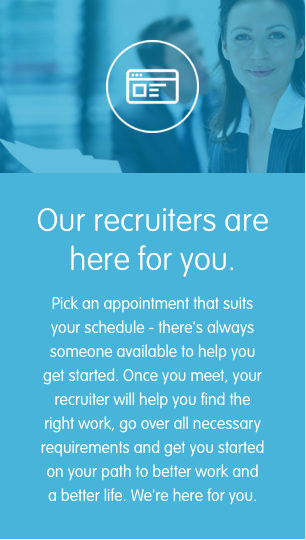 Our recruiters are
here for you.
Pick an appointment that suits
your schedule - there's always
someone available to help you
get started. Once you meet, your
recruiter will help you find the
right work, go over all necessary
requirements and get you started
on your path to better work and
a better life. We're here for you.